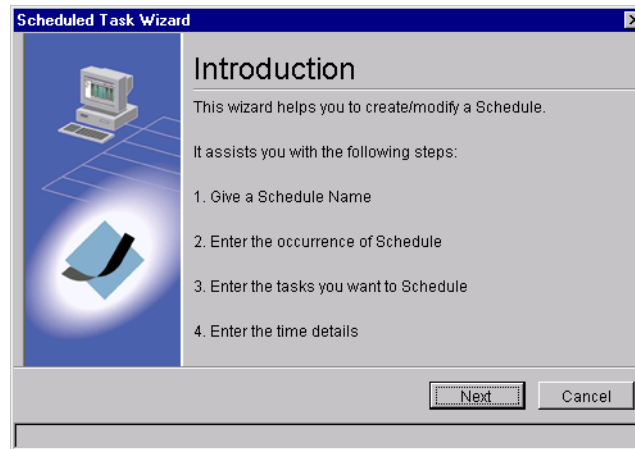 Scheduled Task Wizard
Introduction
This wizard helps you to create/modify a Schedule.
It assists you with the following steps:
1. Give a Schedule Name
2. Enter the occurrence of Schedule
3. Enter the tasks you want to Schedule
4. Enter the time details
Next Cancel